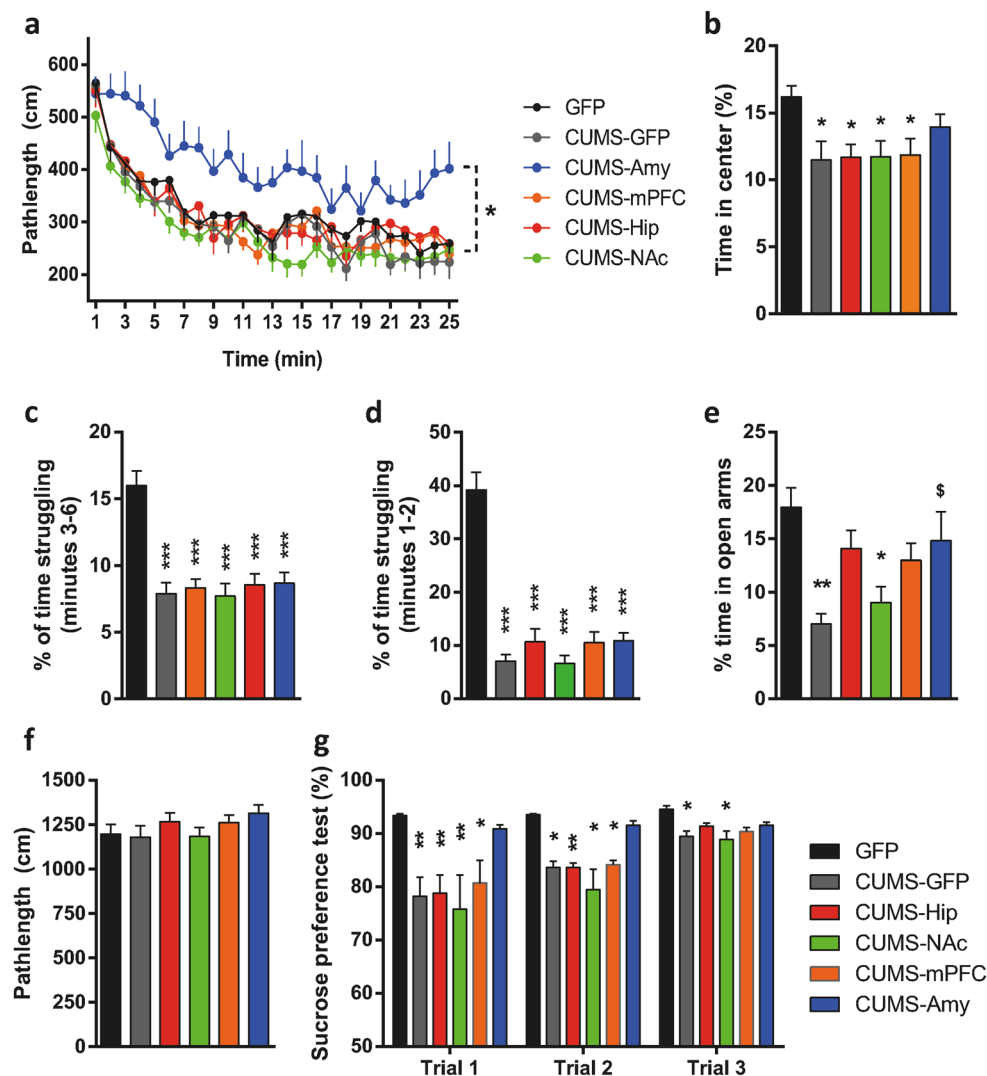 a
Pathlength (cm)
600
500
400
300
200
1 3 5 7 9 11 13 15 17 19 21 23 25
Time (min)
*
GFP
CUMS-GFP
CUMS-Amy
CUMS-mPFC
CUMS-Hip
CUMS-NAc
b
Time in center (%)
20
15
10
5
0
* * * *
c
% of time struggling
(minutes 3-6)
20
15
10
5
0
*** *** *** *** ***
d
% of time struggling
(minutes 1-2)
50
40
30
20
10
0
*** *** *** *** ***
e
% time in open arms
25
20
15
10
5
0
** * $
f
Pathlength (cm)
1500
1250
1000
750
500
250
0
g
Sucrose preference test (%)
100
90
80
70
60
50
** ** ** *
* ** * *
* *
Trial 1 Trial 2 Trial 3
GFP
CUMS-GFP
CUMS-Hip
CUMS-NAc
CUMS-mPFC
CUMS-Amy